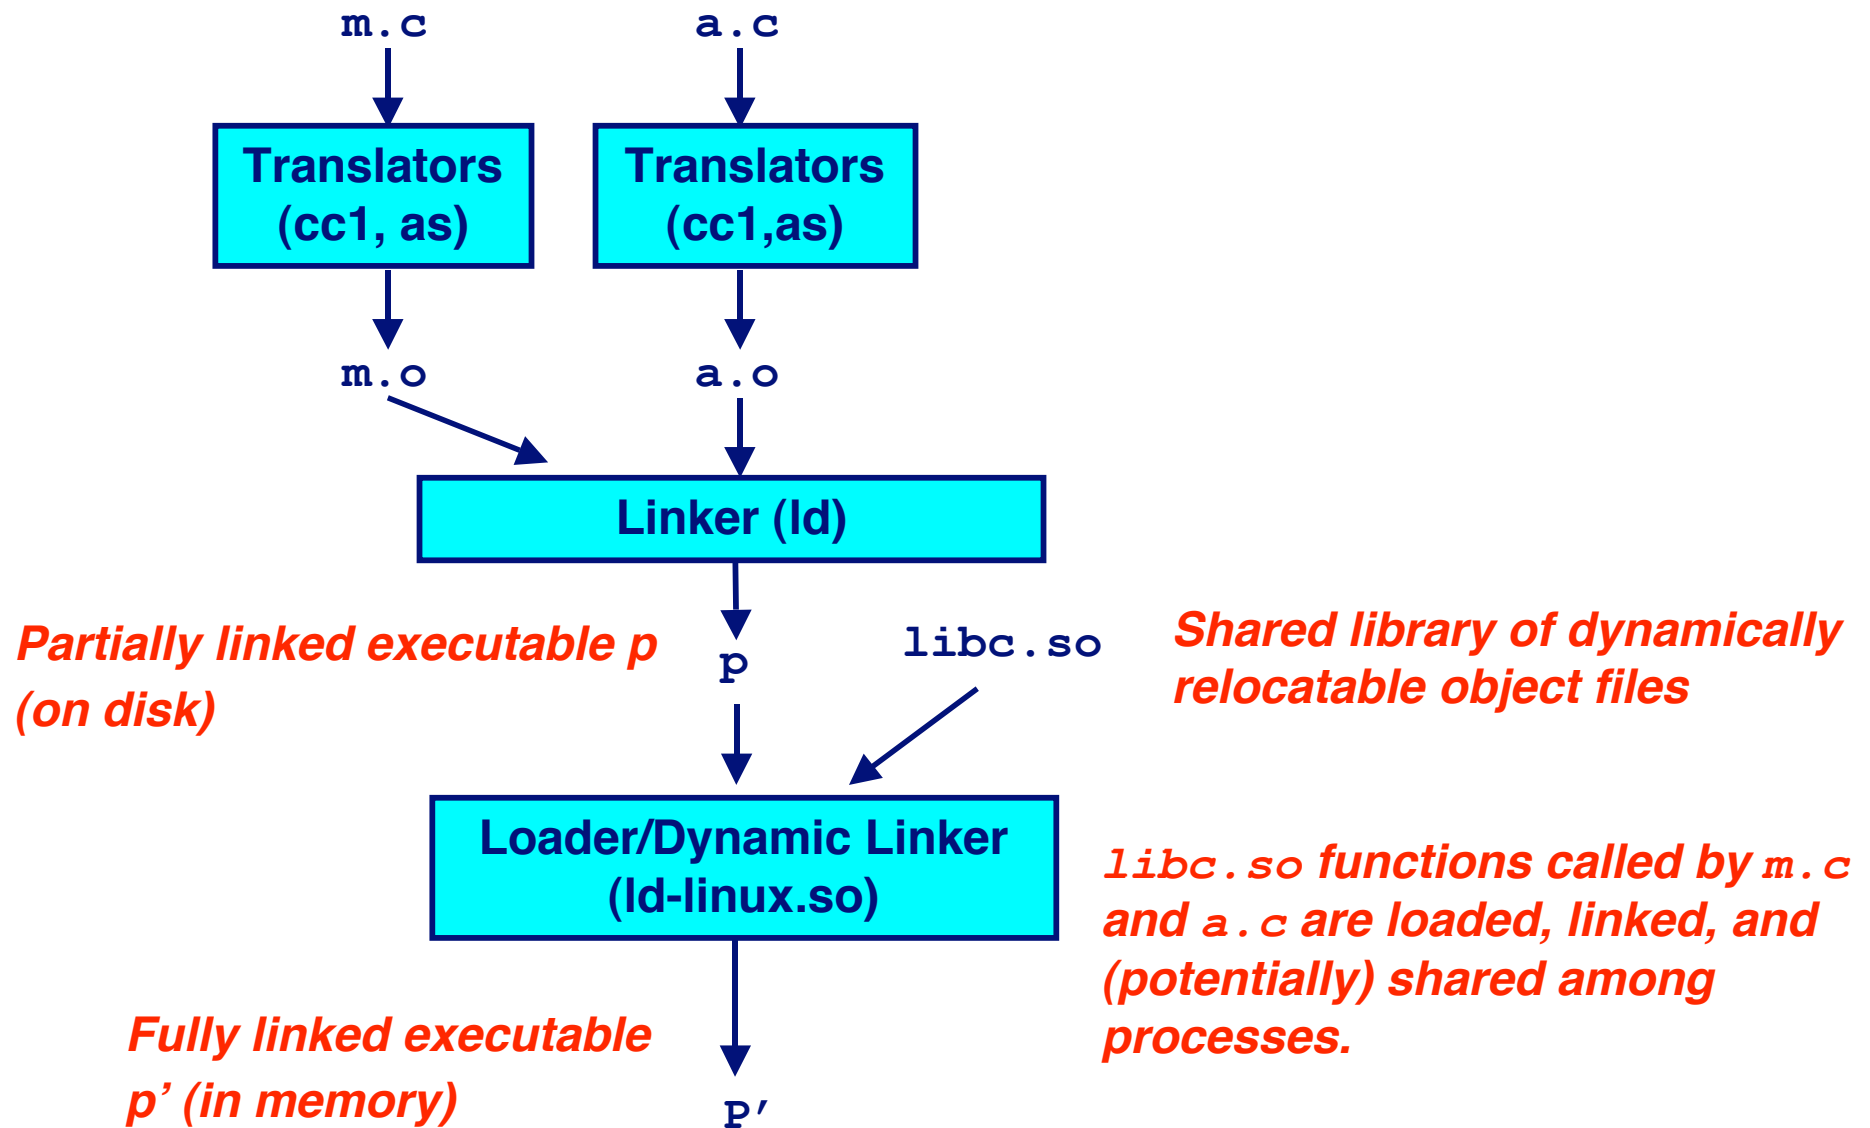 m.c
a.c
Translators
(cc1, as)
Translators
(cc1,as)
m.o
a.o
Linker (ld)
Partially linked executable p
(on disk)
p
libc.so
Shared library of dynamically
relocatable object files
Loader/Dynamic Linker
(ld-linux.so)
libc.so functions called by m.c
and a.c are loaded, linked, and
(potentially) shared among
processes.
Fully linked executable
p’ (in memory)
P’